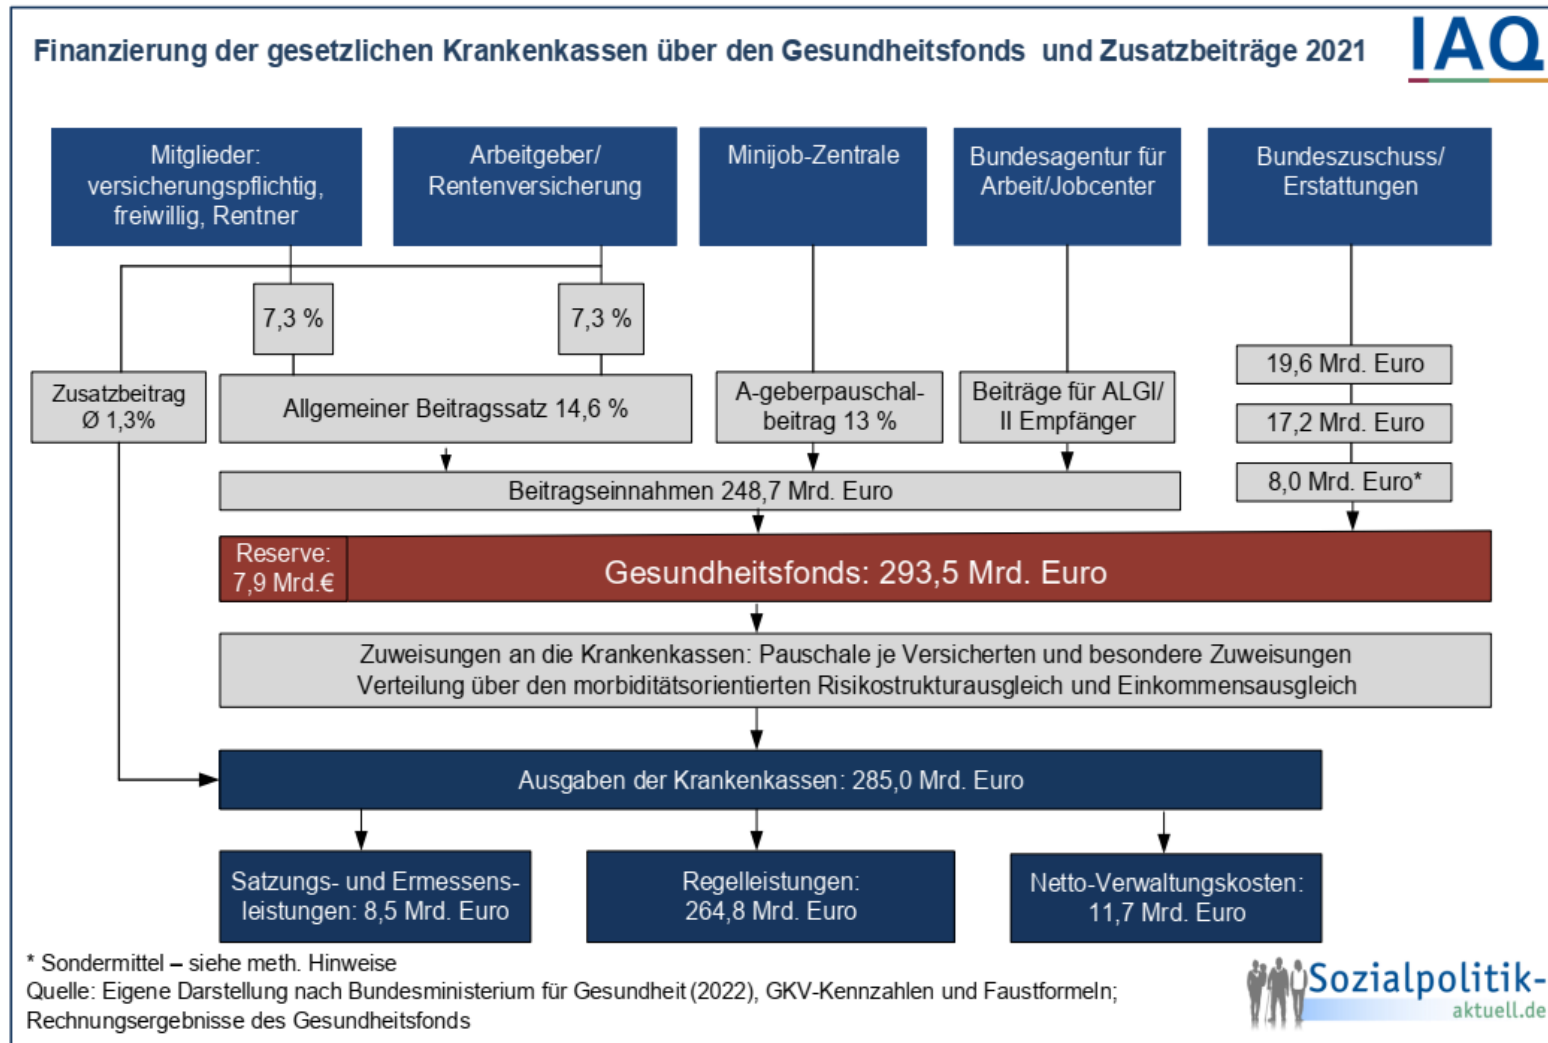 Finanzierung der gesetzlichen Krankenkassen über den Gesundheitsfonds und Zusatzbeiträge 2021
IAQ
Mitglieder:
versicherungspflichtig,
freiwillig, Rentner
Arbeitgeber/
Rentenversicherung
Minijob-Zentrale
Bundesagentur für
Arbeit/Jobcenter
Bundeszuschuss/
Erstattungen
7,3 %
7,3 %
Zusatzbeitrag
Ø 1,3%
Allgemeiner Beitragssatz 14,6 %
A-geberpauschal-
beitrag 13 %
Beiträge für ALGI/
II Empfänger
19,6 Mrd. Euro
17,2 Mrd. Euro
8,0 Mrd. Euro*
Beitragseinnahmen 248,7 Mrd. Euro
Reserve:
7,9 Mrd.€
Gesundheitsfonds: 293,5 Mrd. Euro
Zuweisungen an die Krankenkassen: Pauschale je Versicherten und besondere Zuweisungen
Verteilung über den morbiditätsorientierten Risikostrukturausgleich und Einkommensausgleich
Ausgaben der Krankenkassen: 285,0 Mrd. Euro
Satzungs- und Ermessens-
leistungen: 8,5 Mrd. Euro
Regelleistungen:
264,8 Mrd. Euro
Netto-Verwaltungskosten:
11,7 Mrd. Euro
* Sondermittel – siehe meth. Hinweise
Quelle: Eigene Darstellung nach Bundesministerium für Gesundheit (2022), GKV-Kennzahlen und Faustformeln;
Rechnungsergebnisse des Gesundheitsfonds
Sozialpolitik-
aktuell.de